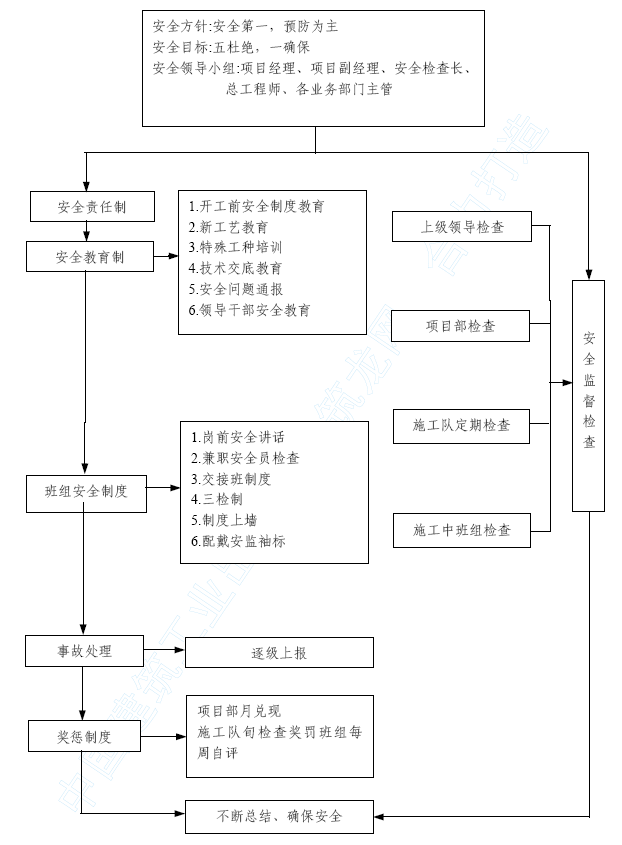 安全方针:安全第一，预防为主
安全目标:五杜绝，一确保
安全领导小组:项目经理、项目副经理、安全检查长、
总工程师、各业务部门主管
安全责任制
安全教育制
1.开工前安全制度教育
2.新工艺教育
3.特殊工种培训
4.技术交底教育
5.安全问题通报
6.领导干部安全教育
上级领导检查
项目部检查
施工队定期检查
施工中班组检查
安全监督检查
班组安全制度
1.岗前安全讲话
2.兼职安全员检查
3.交接班制度
4.三检制
5.制度上墙
6.配戴安监袖标
事故处理
逐级上报
奖惩制度
项目部月兑现
施工队旬检查奖罚班组每
周自评
不断总结、确保安全